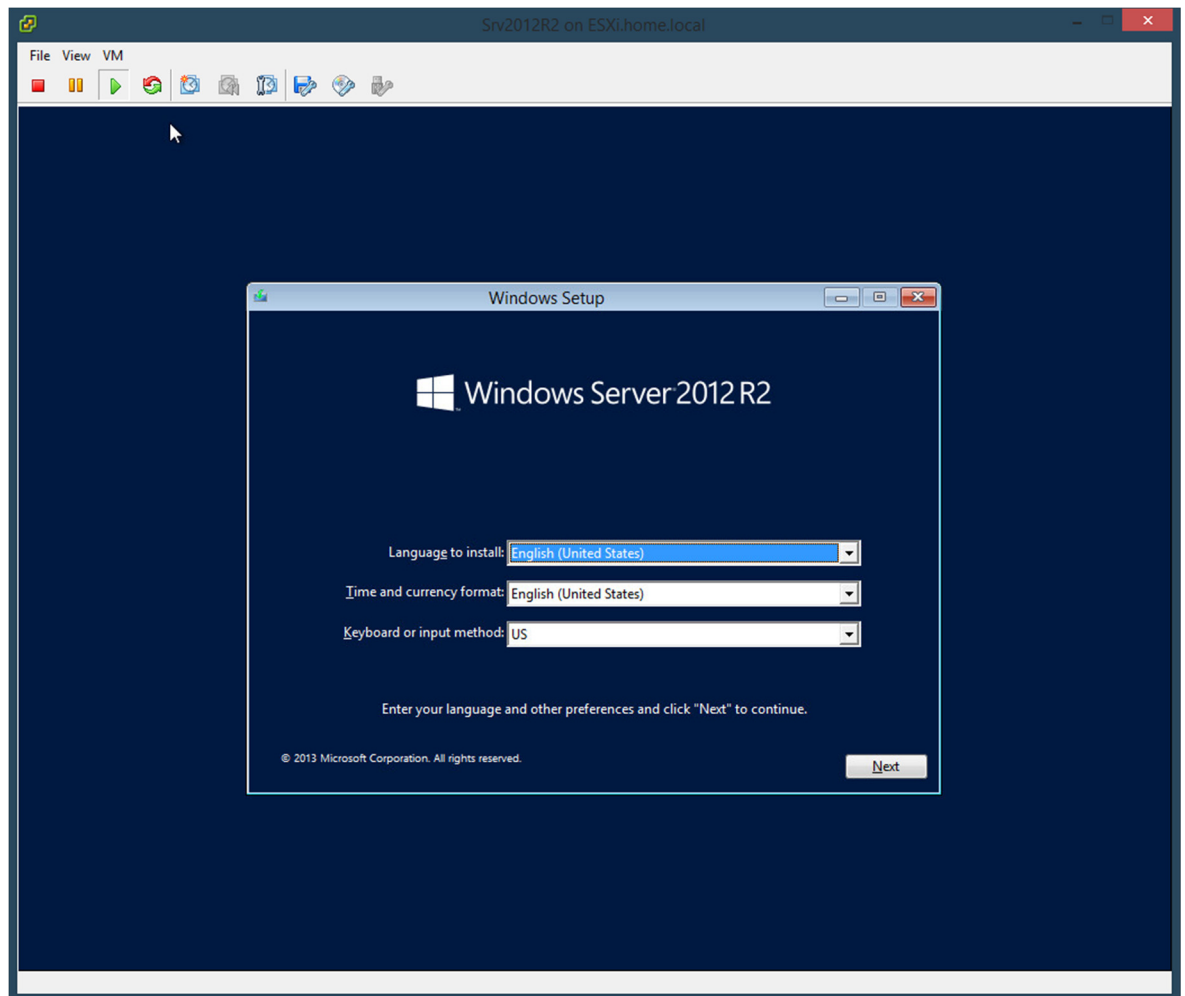 Srv2012R2 on ESXi.home.local
File View VM
Windows Setup
Windows Server 2012 R2
Language to install: English (United States)
Time and currency format: English (United States)
Keyboard or input method: US
Enter your language and other preferences and click "Next" to continue.
© 2013 Microsoft Corporation. All rights reserved.
Next